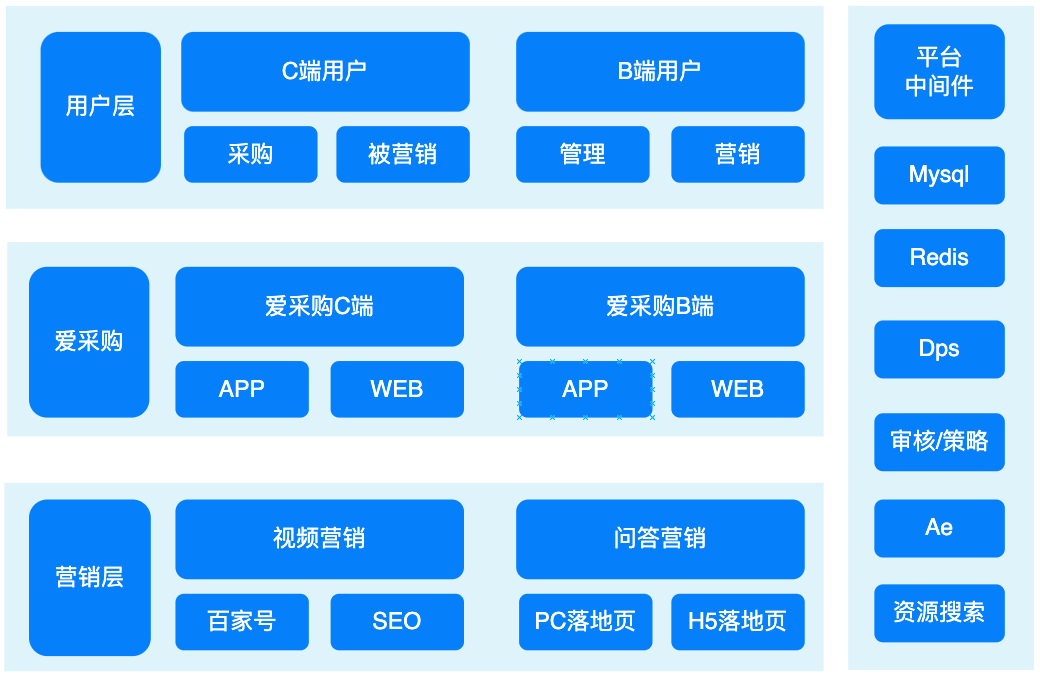 用户层
C端用户
B端用户
采购
被营销
管理
营销
爱采购
爱采购C端
爱采购B端
APP
WEB
APP
WEB
营销层
视频营销
问答营销
百家号
SEO
PC落地页
H5落地页
平台
中间件
Mysql
Redis
Dps
审核/策略
Ae
资源搜索